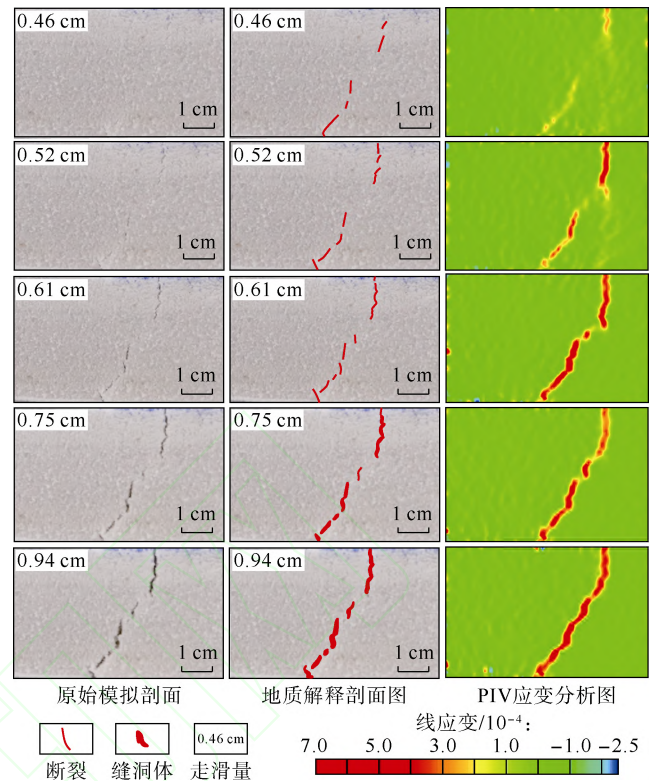 0.46 cm 0.46 cm
1 cm 1 cm
0.52 cm 0.52 cm
1 cm 1 cm
0.61 cm 0.61 cm
1 cm 1 cm
0.75 cm 0.75 cm
1 cm 1 cm
0.94 cm 0.94 cm
1 cm 1 cm
原始模拟剖面 地质解释剖面图 PIV应变分析图
线应变/10⁻⁴：
0.46 cm
7.0 5.0 3.0 1.0 −1.0 −2.5
断裂 缝洞体 走滑量